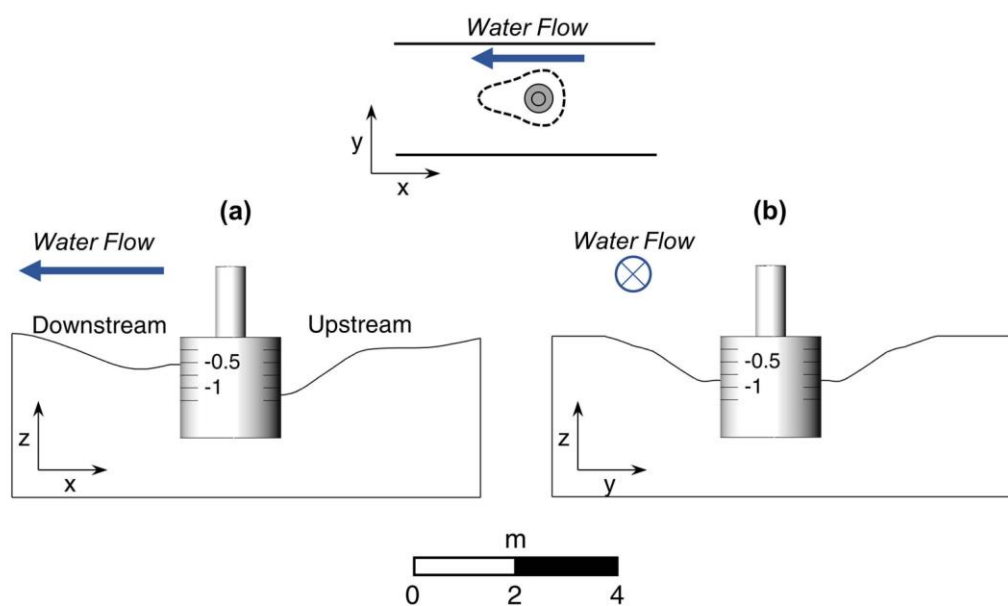 Water Flow
y
x
(a)
Water Flow
Downstream
Upstream
-0.5
-1
z
x
(b)
Water Flow
-0.5
-1
z
y
m
0 2 4